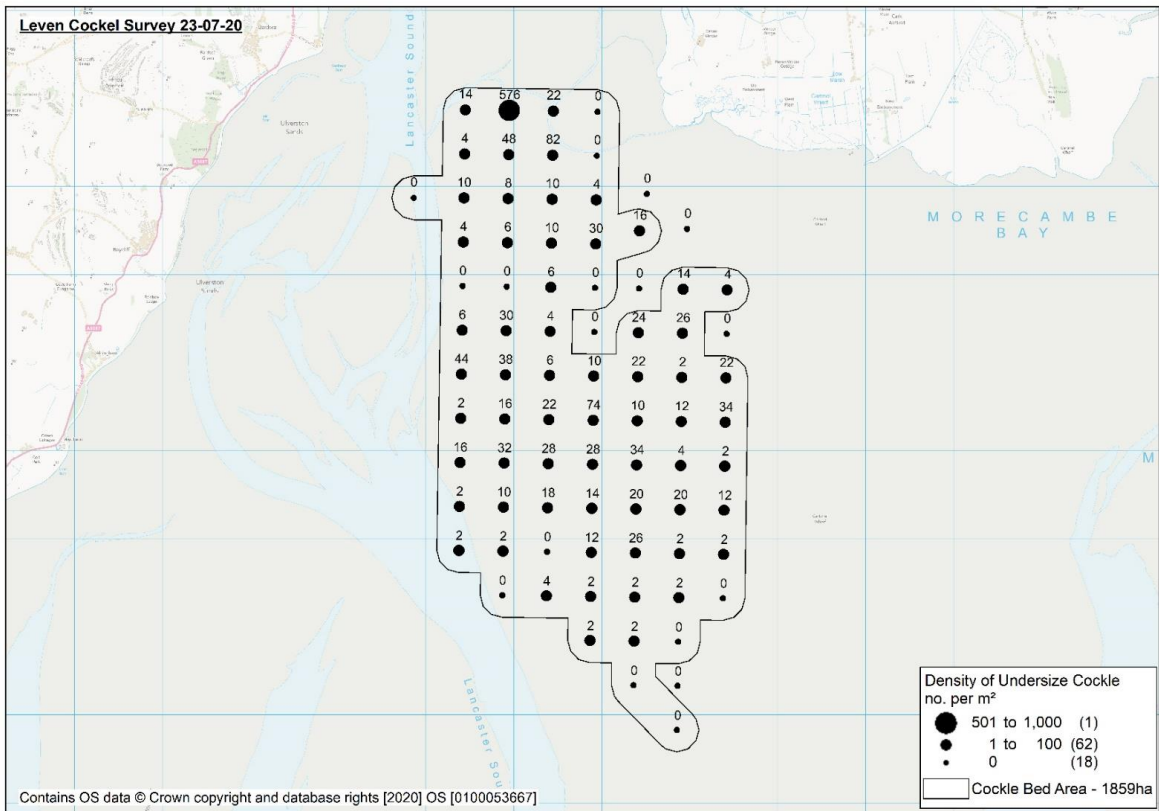 Leven Cockel Survey 23-07-20
Lancaster Sound
Ulverston
Sands
14 576 22 0
4 48 82 0
0 10 8 10 4 0
16 0
MORECAMBE
BAY
4 6 10 30
Ulverston
Sands
0 0 6 0 0 14 4
6 30 4 0 24 26 0
44 38 6 10 22 2 22
2 16 22 74 10 12 34
16 32 28 28 34 4 2
M
2 10 18 14 20 20 12
2 2 0 12 26 2 2
0 4 2 2 2 0
2 2 0
0 0
0
Lancaster Sou
Density of Undersize Cockle
no. per m²
501 to 1,000 (1)
1 to 100 (62)
0 (18)
Cockle Bed Area - 1859ha
Contains OS data © Crown copyright and database rights [2020] OS [0100053667]